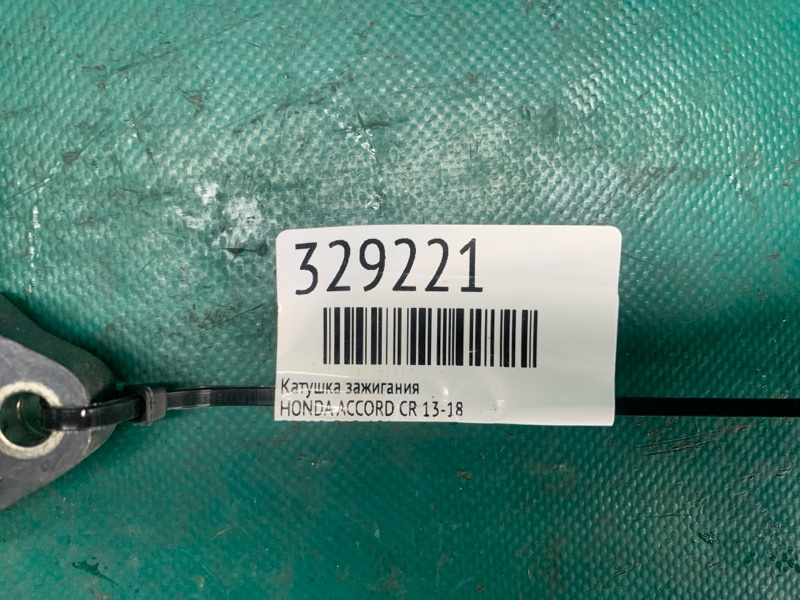 329221
Катушка зажигания
HONDA ACCORD CR 13-18